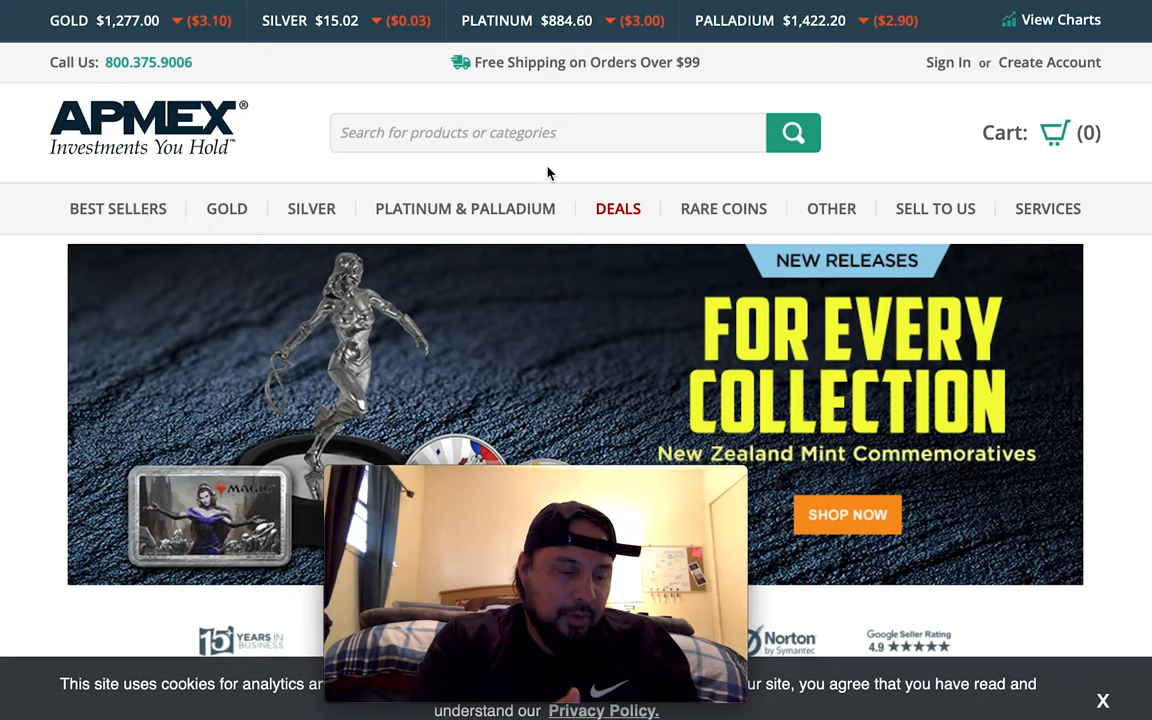 GOLD $1,277.00 ($3.10) SILVER $15.02 ($0.03) PLATINUM $884.60 ($3.00) PALLADIUM $1,422.20 ($2.90) View Charts
Call Us: 800.375.9006 Free Shipping on Orders Over $99 Sign In or Create Account
APMEX®
Investments You Hold™
Search for products or categories
Cart: (0)
BEST SELLERS GOLD SILVER PLATINUM & PALLADIUM DEALS RARE COINS OTHER SELL TO US SERVICES
NEW RELEASES
FOR EVERY
COLLECTION
New Zealand Mint Commemoratives
SHOP NOW
MAGIC
15 YEARS IN
BUSINESS
Norton
by Symantec
Google Seller Rating
4.9 ★★★★★
This site uses cookies for analytics ur site, you agree that you have read and
understand our Privacy Policy.
X